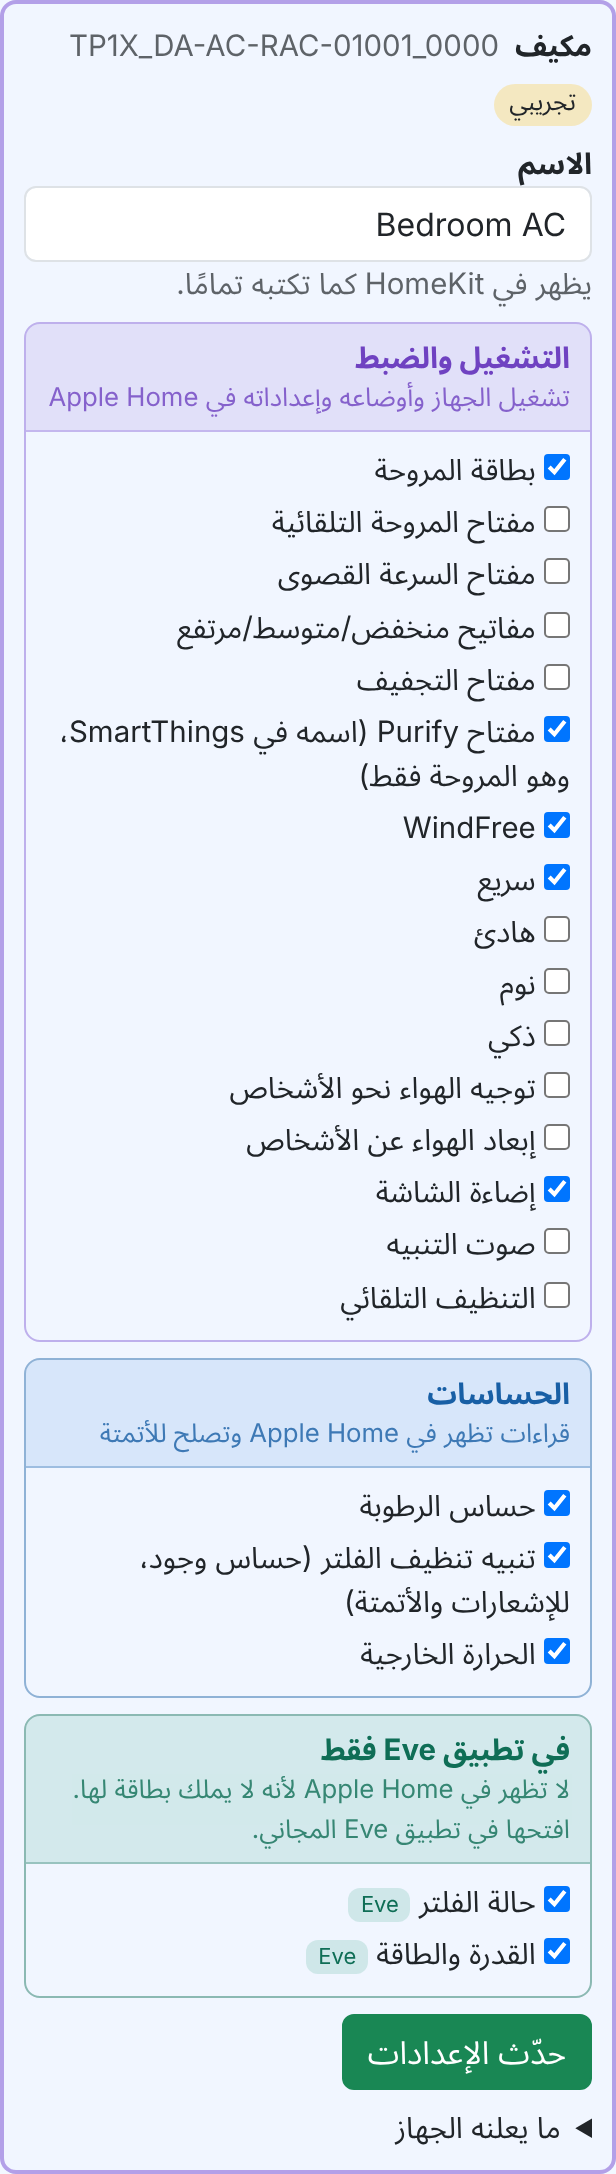 مكيف TP1X_DA-AC-RAC-01001_0000
تجريبي
الاسم
Bedroom AC
يظهر في HomeKit كما تكتبه تمامًا.
التشغيل والضبط
تشغيل الجهاز وأوضاعه وإعداداته في Apple Home
بطاقة المروحة
مفتاح المروحة التلقائية
مفتاح السرعة القصوى
مفاتيح منخفض/متوسط/مرتفع
مفتاح التجفيف
مفتاح Purify (اسمه في SmartThings،
وهو المروحة فقط)
WindFree
سريع
هادئ
نوم
ذكي
توجيه الهواء نحو الأشخاص
إبعاد الهواء عن الأشخاص
إضاءة الشاشة
صوت التنبيه
التنظيف التلقائي
الحساسات
قراءات تظهر في Apple Home وتصلح للأتمتة
حساس الرطوبة
تنبيه تنظيف الفلتر (حساس وجود،
للإشعارات والأتمتة)
الحرارة الخارجية
في تطبيق Eve فقط
لا تظهر في Apple Home لأنه لا يملك بطاقة لها.
افتحها في تطبيق Eve المجاني.
حالة الفلتر Eve
القدرة والطاقة Eve
حدّث الإعدادات
ما يعلنه الجهاز